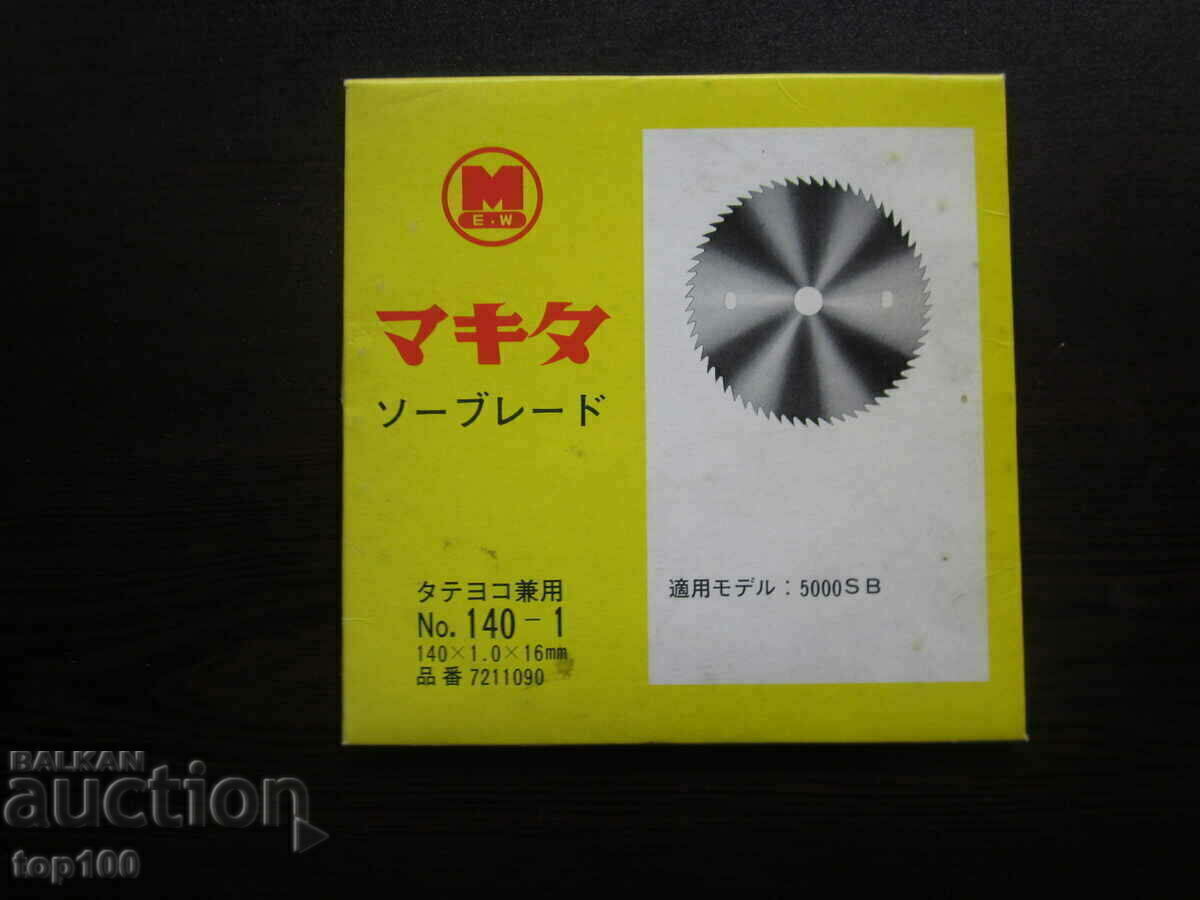 M
E.W
マキタ
ソーブレード
タテヨコ兼用
No. 140-1
140×1.0×16mm
品番 7211090
適用モデル：5000SB
BALKAN
auction
top100